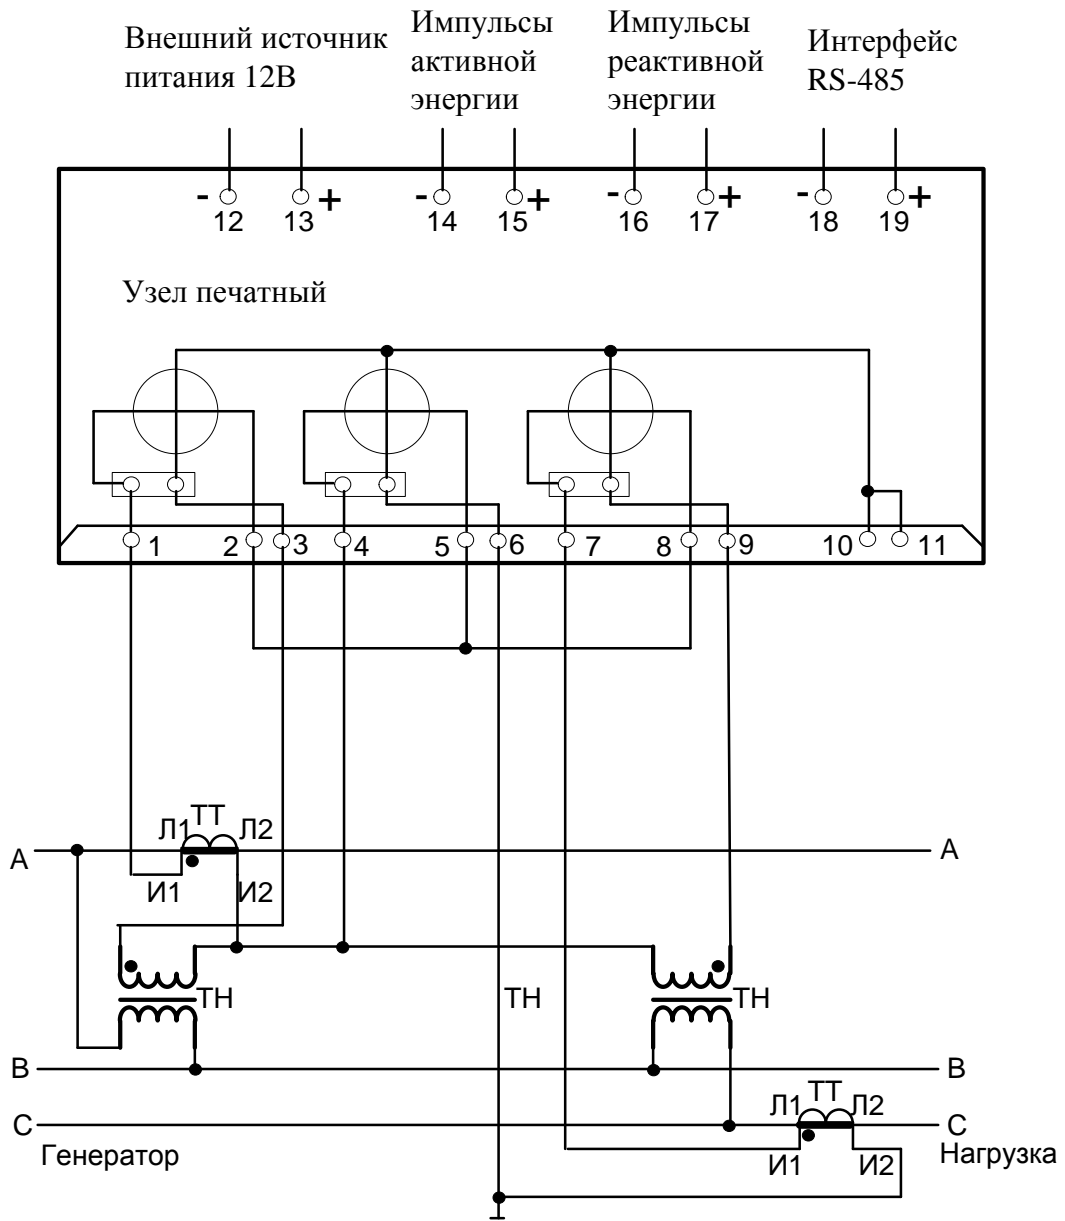 Внешний источник
питания 12В
Импульсы
активной
энергии
Импульсы
реактивной
энергии
Интерфейс
RS-485
- 12
13 +
- 14
15 +
- 16
17 +
- 18
19 +
Узел печатный
1 2 3 4 5 6 7 8 9 10 11
ТТ
Л1 Л2
А А
И1 И2
ТН ТН ТН
В В
ТТ
Л1 Л2
С С
Генератор Нагрузка
И1 И2